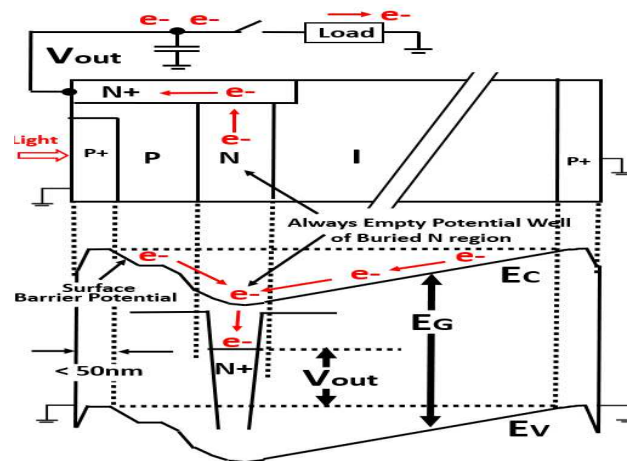 e- e- e-
Load
Vout
N+ e-
Light
e-
P+ P N I P+
Always Empty Potential Well
of Buried N region
e- e- e- EC
Surface
Barrier Potential
e-
EG
e-
< 50nm N+ Vout
EV